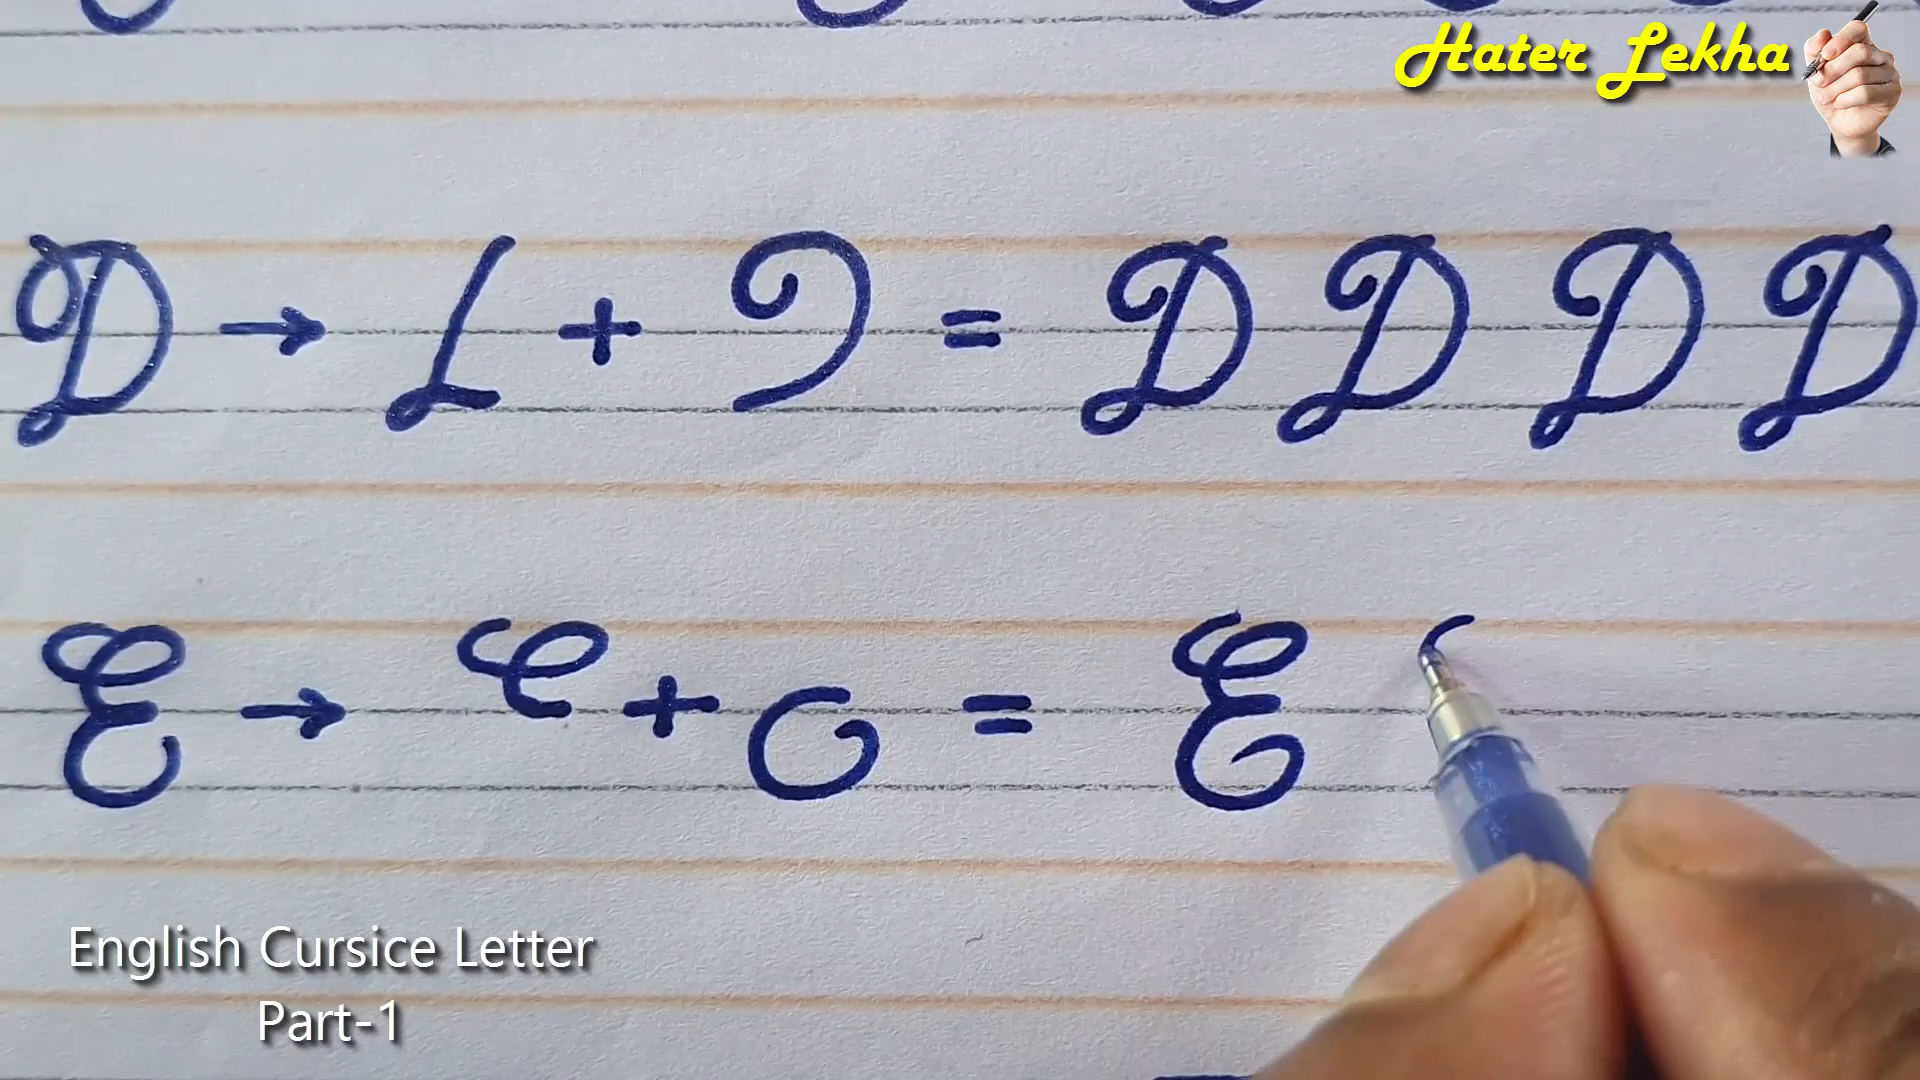 Hater Lekha
D → L + Ɔ = D D D D
E → + = E
English Cursice Letter
Part-1